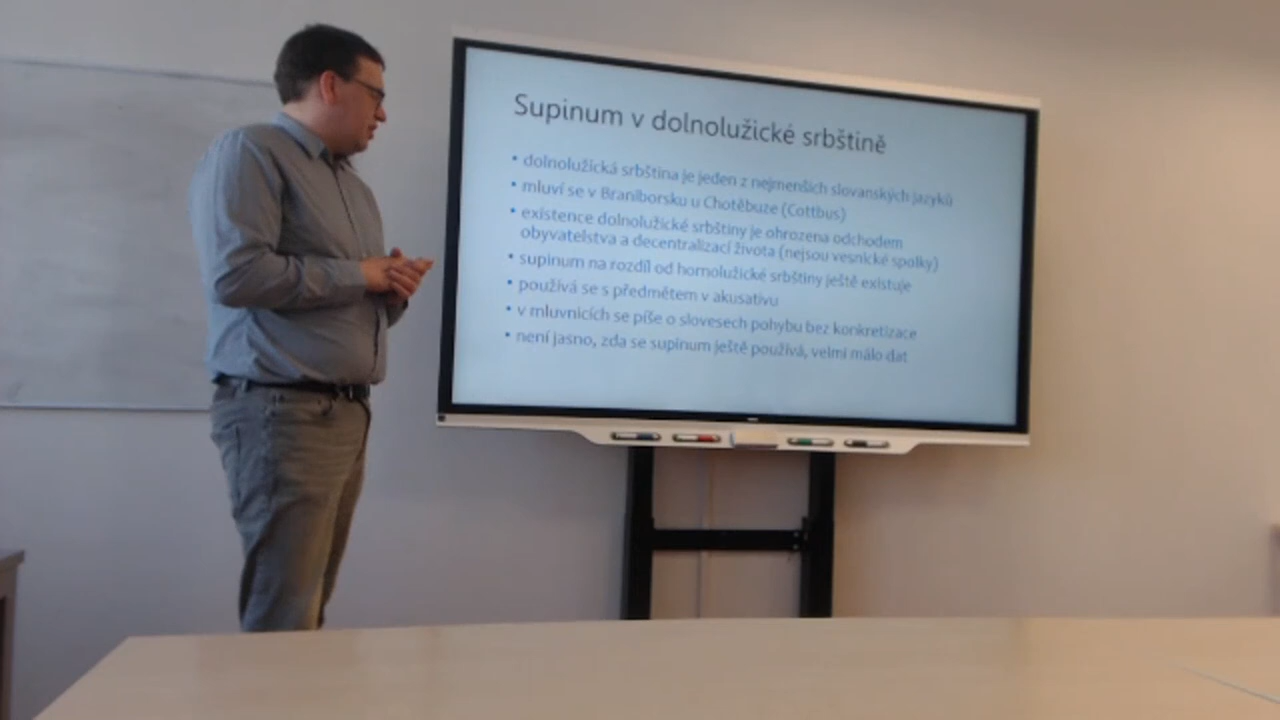 Supinum v dolnolužické srbštině
• dolnolužická srbština je jeden z nejmenších slovanských jazyků
• mluví se v Braniborsku u Chotěbuze (Cottbus)
• existence dolnolužické srbštiny je ohrozena odchodem
obyvatelstva a decentralizací života (nejsou vesnické spolky)
• supinum na rozdíl od hornolužické srbštiny ještě existuje
• používá se s předmětem v akusativu
• v mluvnicích se píše o slovesech pohybu bez konkretizace
• není jasno, zda se supinum ještě používá, velmi málo dat